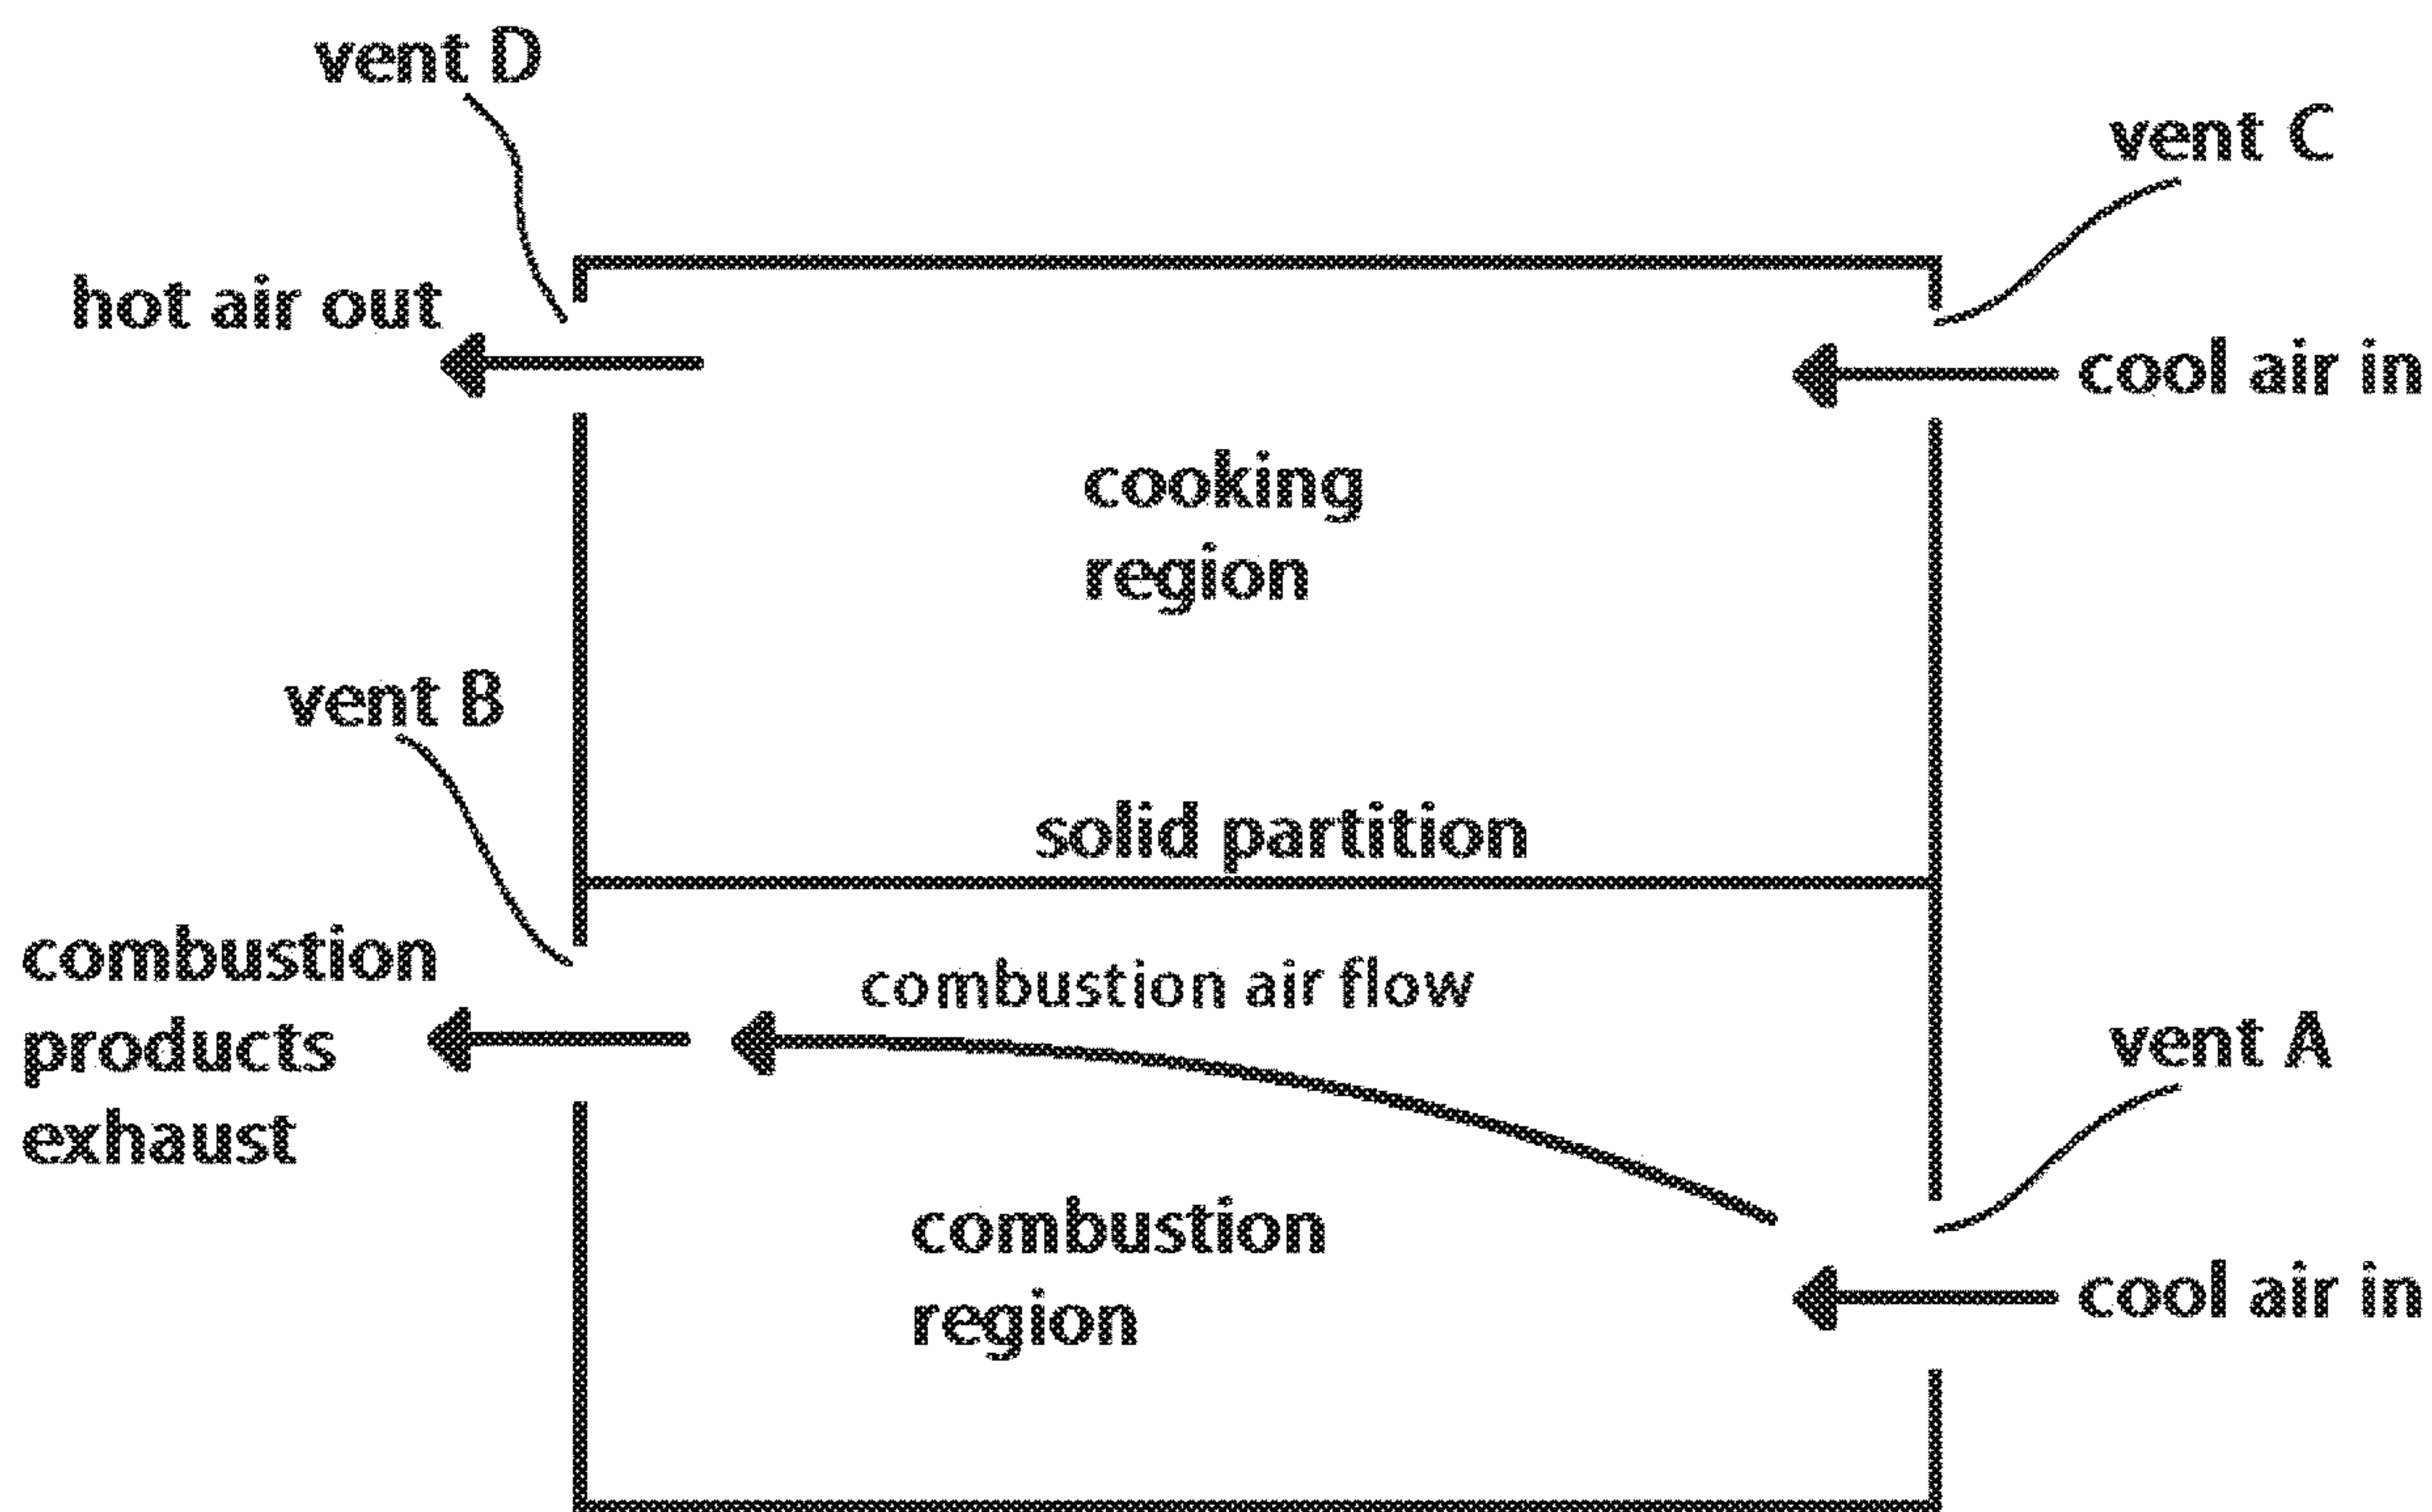 vent D
vent C
hot air out
cool air in
cooking
region
vent B
solid partition
combustion
products
exhaust
combustion air flow
vent A
combustion
region
cool air in